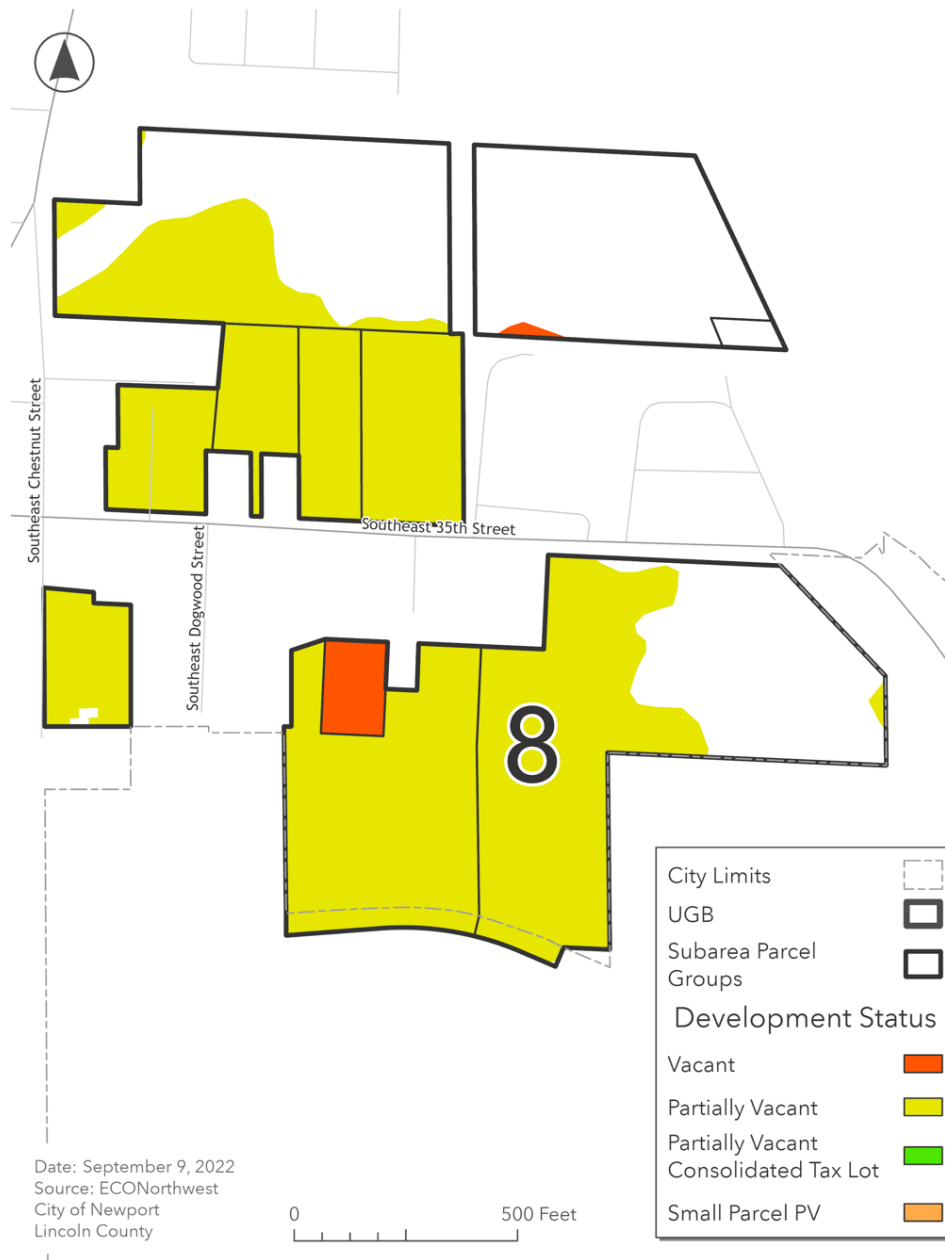 Southeast Chestnut Street
Southeast 35th Street
Southeast Dogwood Street
8
City Limits
UGB
Subarea Parcel
Groups
Development Status
Vacant
Partially Vacant
Partially Vacant
Consolidated Tax Lot
Small Parcel PV
Date: September 9, 2022
Source: ECONorthwest
City of Newport
Lincoln County
0 500 Feet